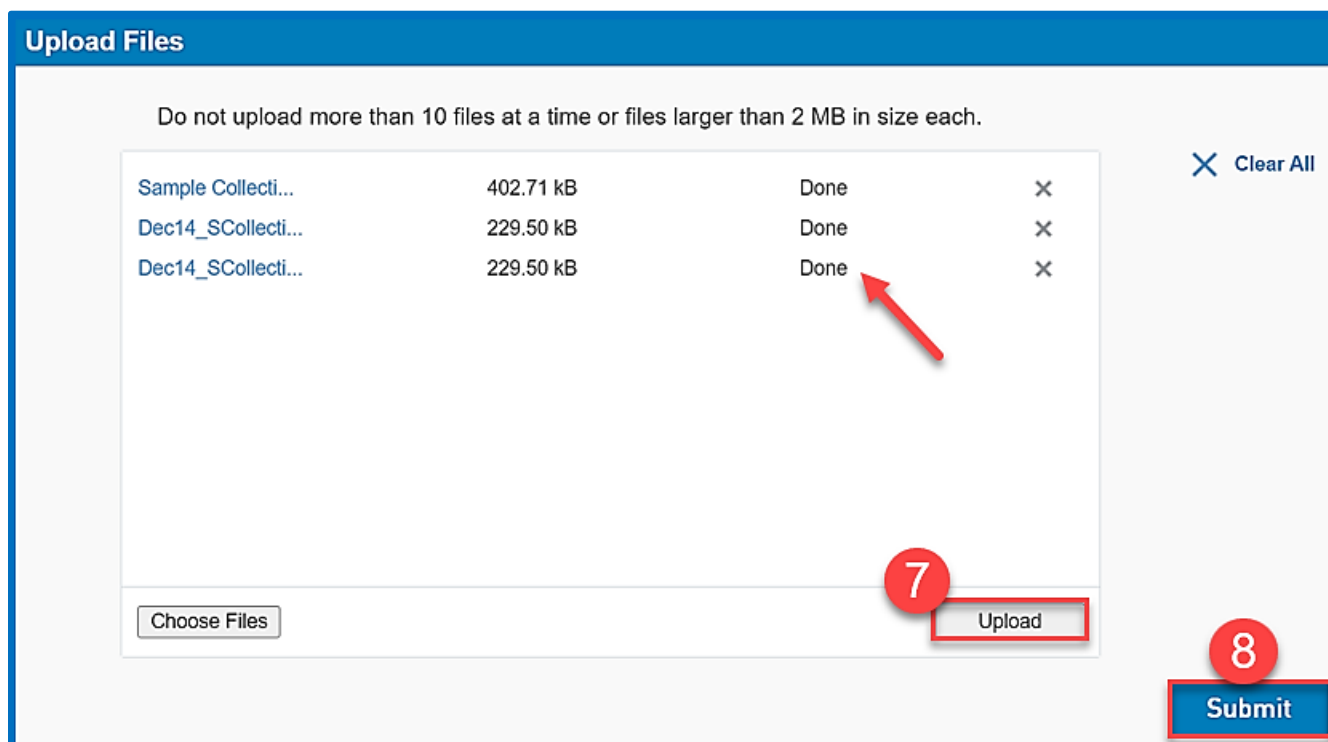 Upload Files
Do not upload more than 10 files at a time or files larger than 2 MB in size each.
Clear All
Sample Collecti... 402.71 kB Done
Dec14_SCollecti... 229.50 kB Done
Dec14_SCollecti... 229.50 kB Done
7
Choose Files Upload
8
Submit